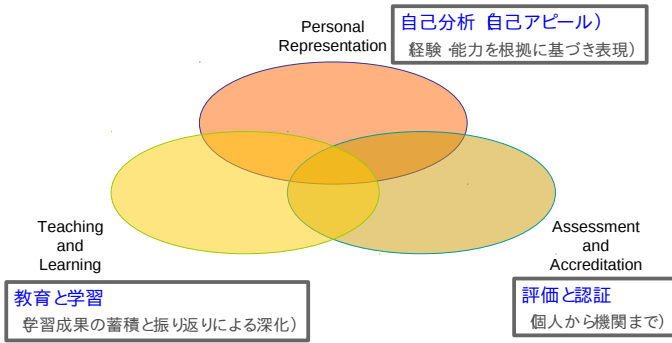 Personal
Representation
自己分析（自己アピール）
（経験・能力を根拠に基づき表現）
Teaching
and
Learning
教育と学習
（学習成果の蓄積と振り返りによる深化）
Assessment
and
Accreditation
評価と認証
（個人から機関まで）